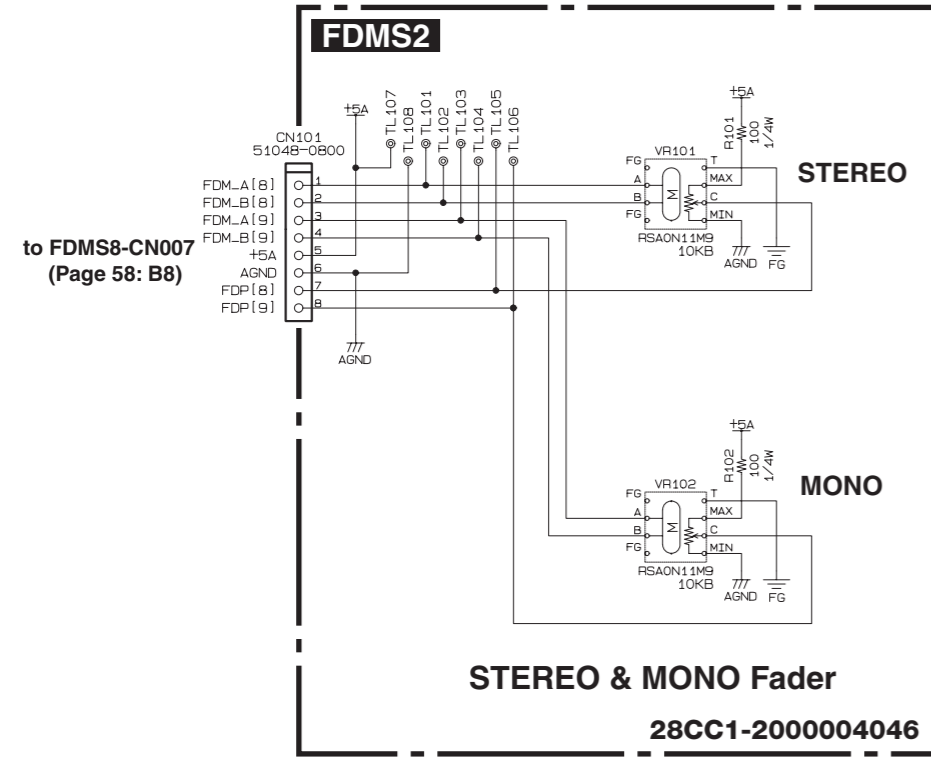 FDMS2
+5A
TL107
TL108
TL101
TL102
TL103
TL104
TL105
TL106
CN101
51048-0800
FDM_A[8] 1
FDM_B[8] 2
FDM_A[9] 3
FDM_B[9] 4
+5A 5
AGND 6
FDP[8] 7
FDP[9] 8
to FDMS8-CN007
(Page 58: B8)
AGND
+5A
R101
100
1/4W
VR101
FG
A
B
FG
M
T
MAX
C
MIN
RSAON11M9
10KB
AGND
FG
STEREO
+5A
R102
100
1/4W
VR102
FG
A
B
FG
M
T
MAX
C
MIN
RSAON11M9
10KB
AGND
FG
MONO
STEREO & MONO Fader
28CC1-2000004046